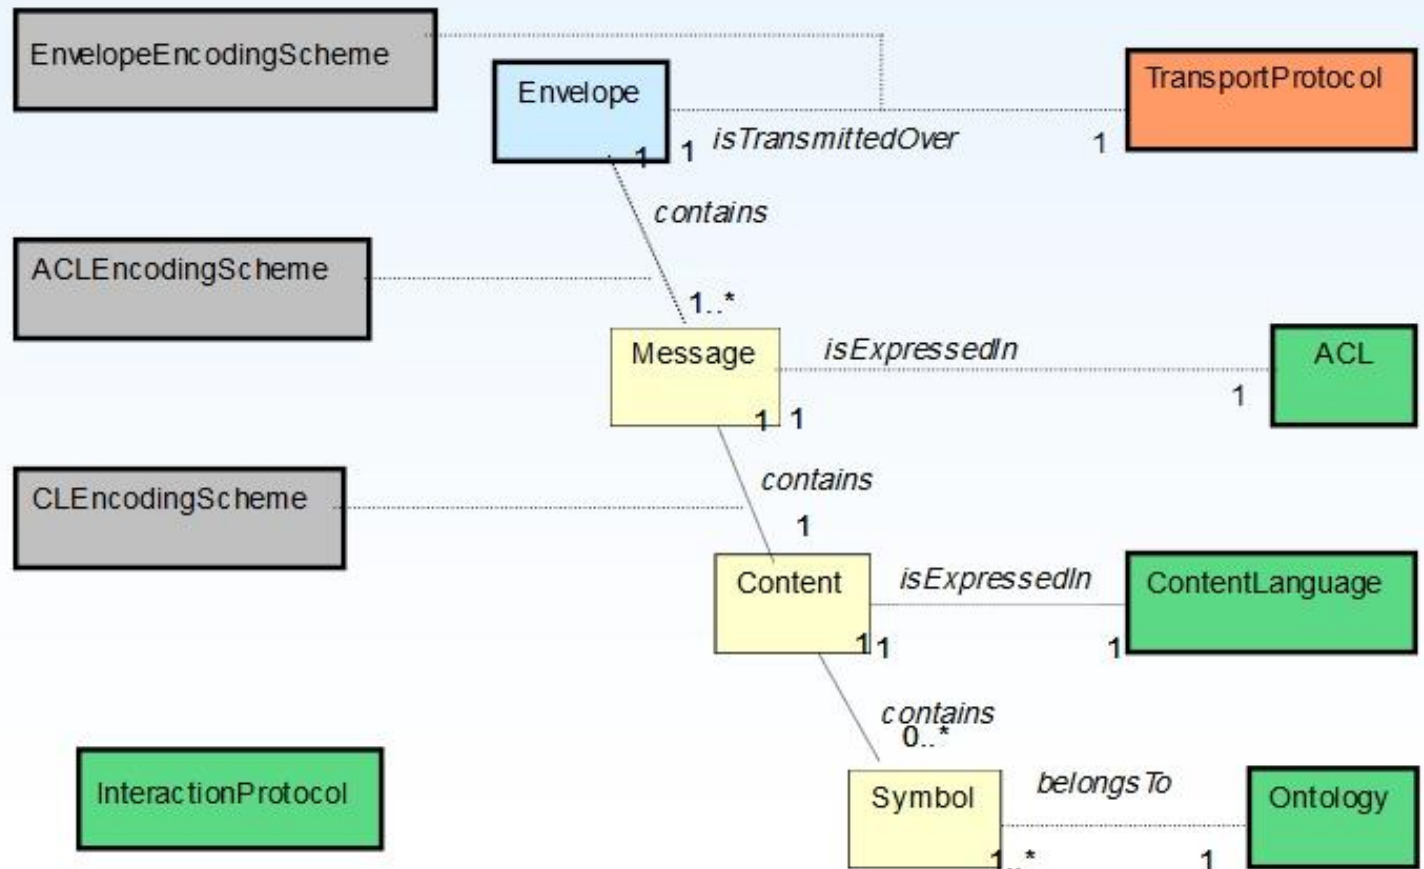 EnvelopeEncodingScheme
Envelope
TransportProtocol
1
1
isTransmittedOver
1
contains
ACLEncodingScheme
1..*
Message
isExpressedIn
ACL
1
1
1
CLEncodingScheme
contains
1
Content
isExpressedIn
ContentLanguage
1
1
1
contains
0..*
InteractionProtocol
Symbol
belongsTo
Ontology
1..*
1